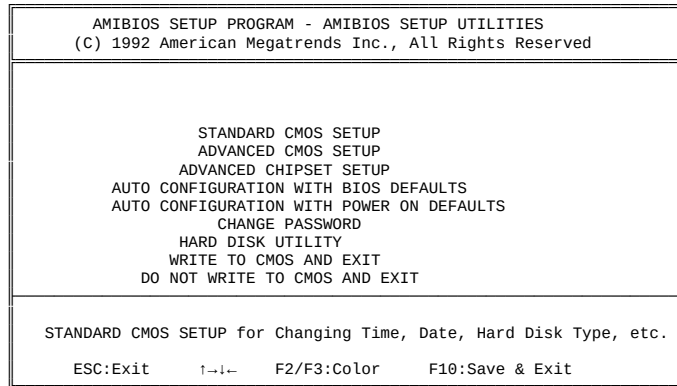 AMIBIOS SETUP PROGRAM - AMIBIOS SETUP UTILITIES
(C) 1992 American Megatrends Inc., All Rights Reserved
STANDARD CMOS SETUP
ADVANCED CMOS SETUP
ADVANCED CHIPSET SETUP
AUTO CONFIGURATION WITH BIOS DEFAULTS
AUTO CONFIGURATION WITH POWER ON DEFAULTS
CHANGE PASSWORD
HARD DISK UTILITY
WRITE TO CMOS AND EXIT
DO NOT WRITE TO CMOS AND EXIT
STANDARD CMOS SETUP for Changing Time, Date, Hard Disk Type, etc.
ESC:Exit ↑→↓← F2/F3:Color F10:Save & Exit